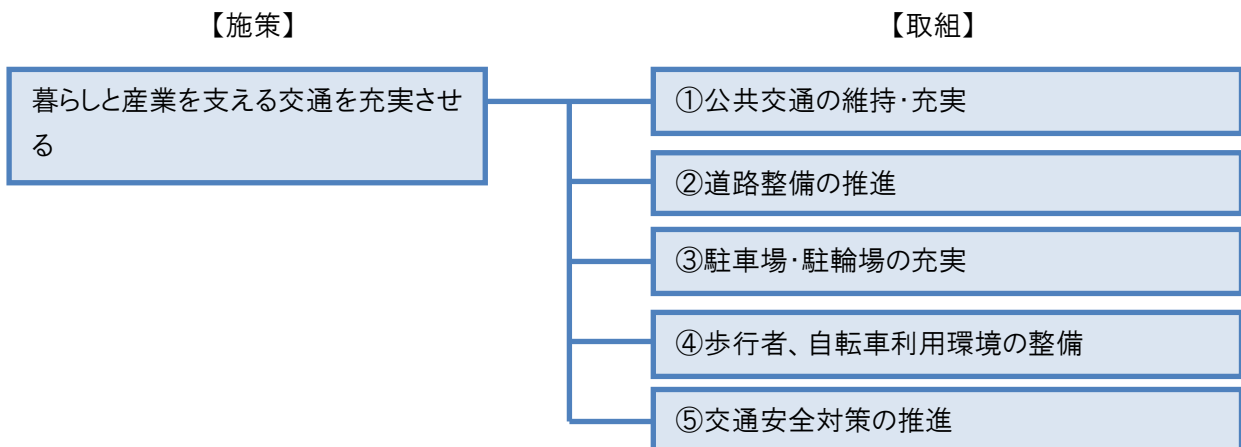 【施策】
【取組】
暮らしと産業を支える交通を充実させ
る
①公共交通の維持・充実
②道路整備の推進
③駐車場・駐輪場の充実
④歩行者、自転車利用環境の整備
⑤交通安全対策の推進